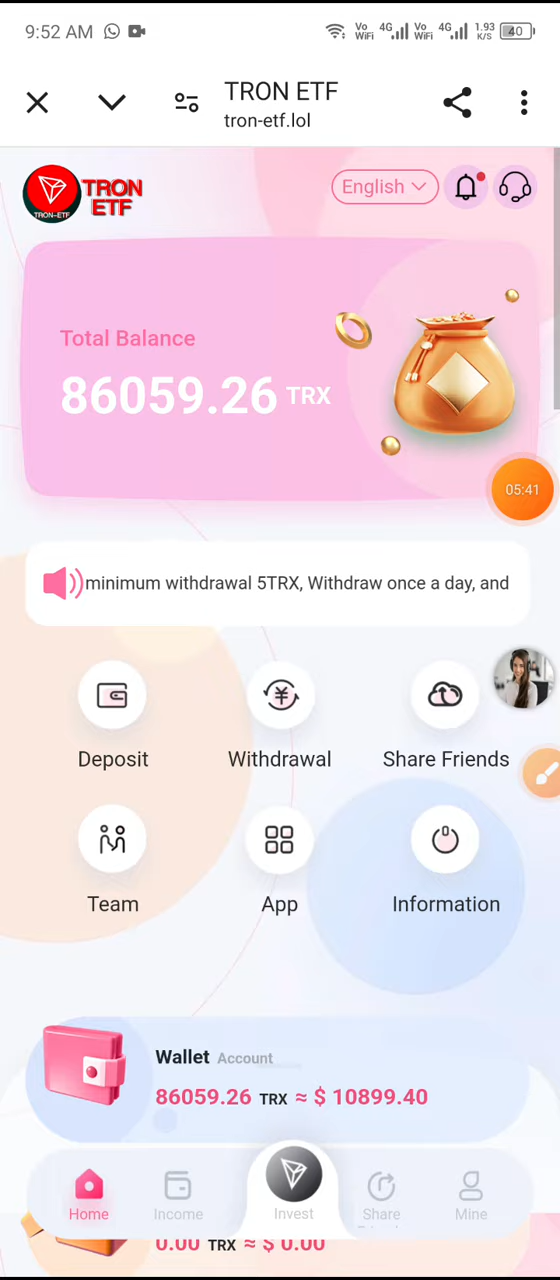 9:52 AM
Vo WiFi 4G Vo WiFi 4G 1.93 K/S 40
TRON ETF
tron-etf.lol
TRON ETF
TRON-ETF
English
Total Balance
86059.26 TRX
05:41
minimum withdrawal 5TRX, Withdraw once a day, and
Deposit
Withdrawal
Share Friends
Team
App
Information
Wallet Account
86059.26 TRX ≈ $ 10899.40
Home
Income
Invest
Share
Mine
0.00 TRX ≈ $ 0.00